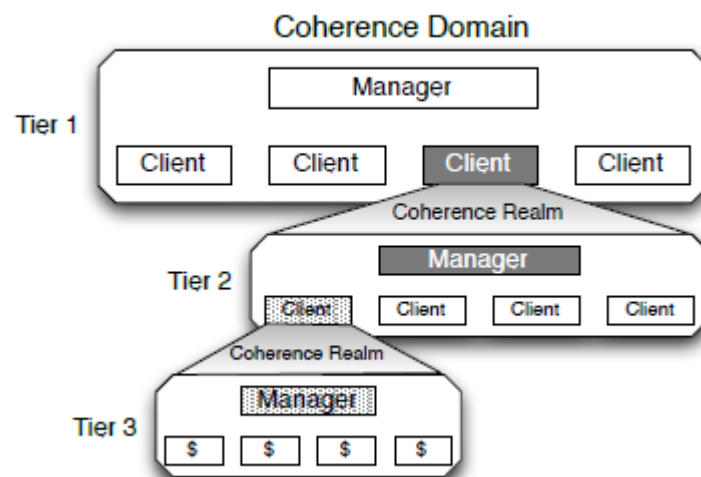 Coherence Domain
Manager
Tier 1
Client Client Client Client
Coherence Realm
Manager
Tier 2
Client Client Client Client
Coherence Realm
Manager
Tier 3
$ $ $ $